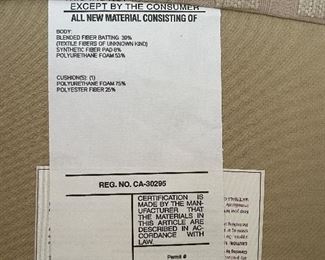 EXCEPT BY THE CONSUMER
ALL NEW MATERIAL CONSISTING OF
BODY:
BLENDED FIBER BATTING 39%
(TEXTILE FIBERS OF UNKNOWN KIND)
SYNTHETIC FIBER PAD 8%
POLYURETHANE FOAM 53%
CUSHION(S): (1)
POLYURETHANE FOAM 75%
POLYESTER FIBER 25%
REG. NO. CA-30295
CERTIFICATION IS
MADE BY THE MAN-
UFACTURER THAT
THE MATERIALS IN
THIS ARTICLE ARE
DESCRIBED IN AC-
CORDANCE WITH
LAW.
Permit #